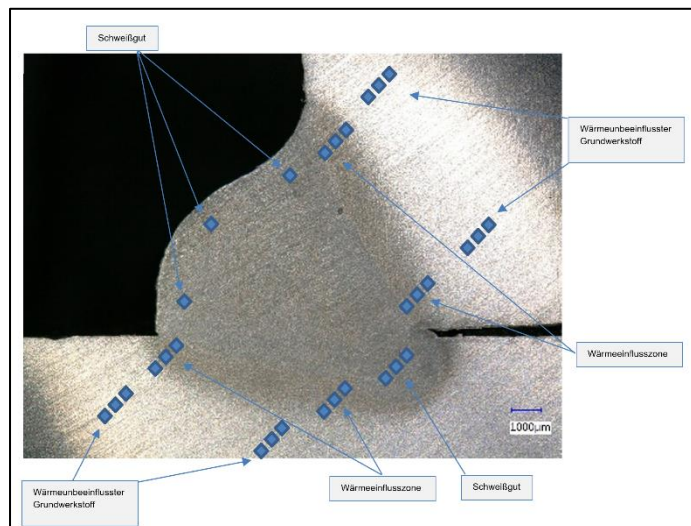 Schweißgut
Wärmeunbeeinflusster
Grundwerkstoff
Wärmeeinflusszone
1000µm
Wärmeunbeeinflusster
Grundwerkstoff
Wärmeeinflusszone
Schweißgut